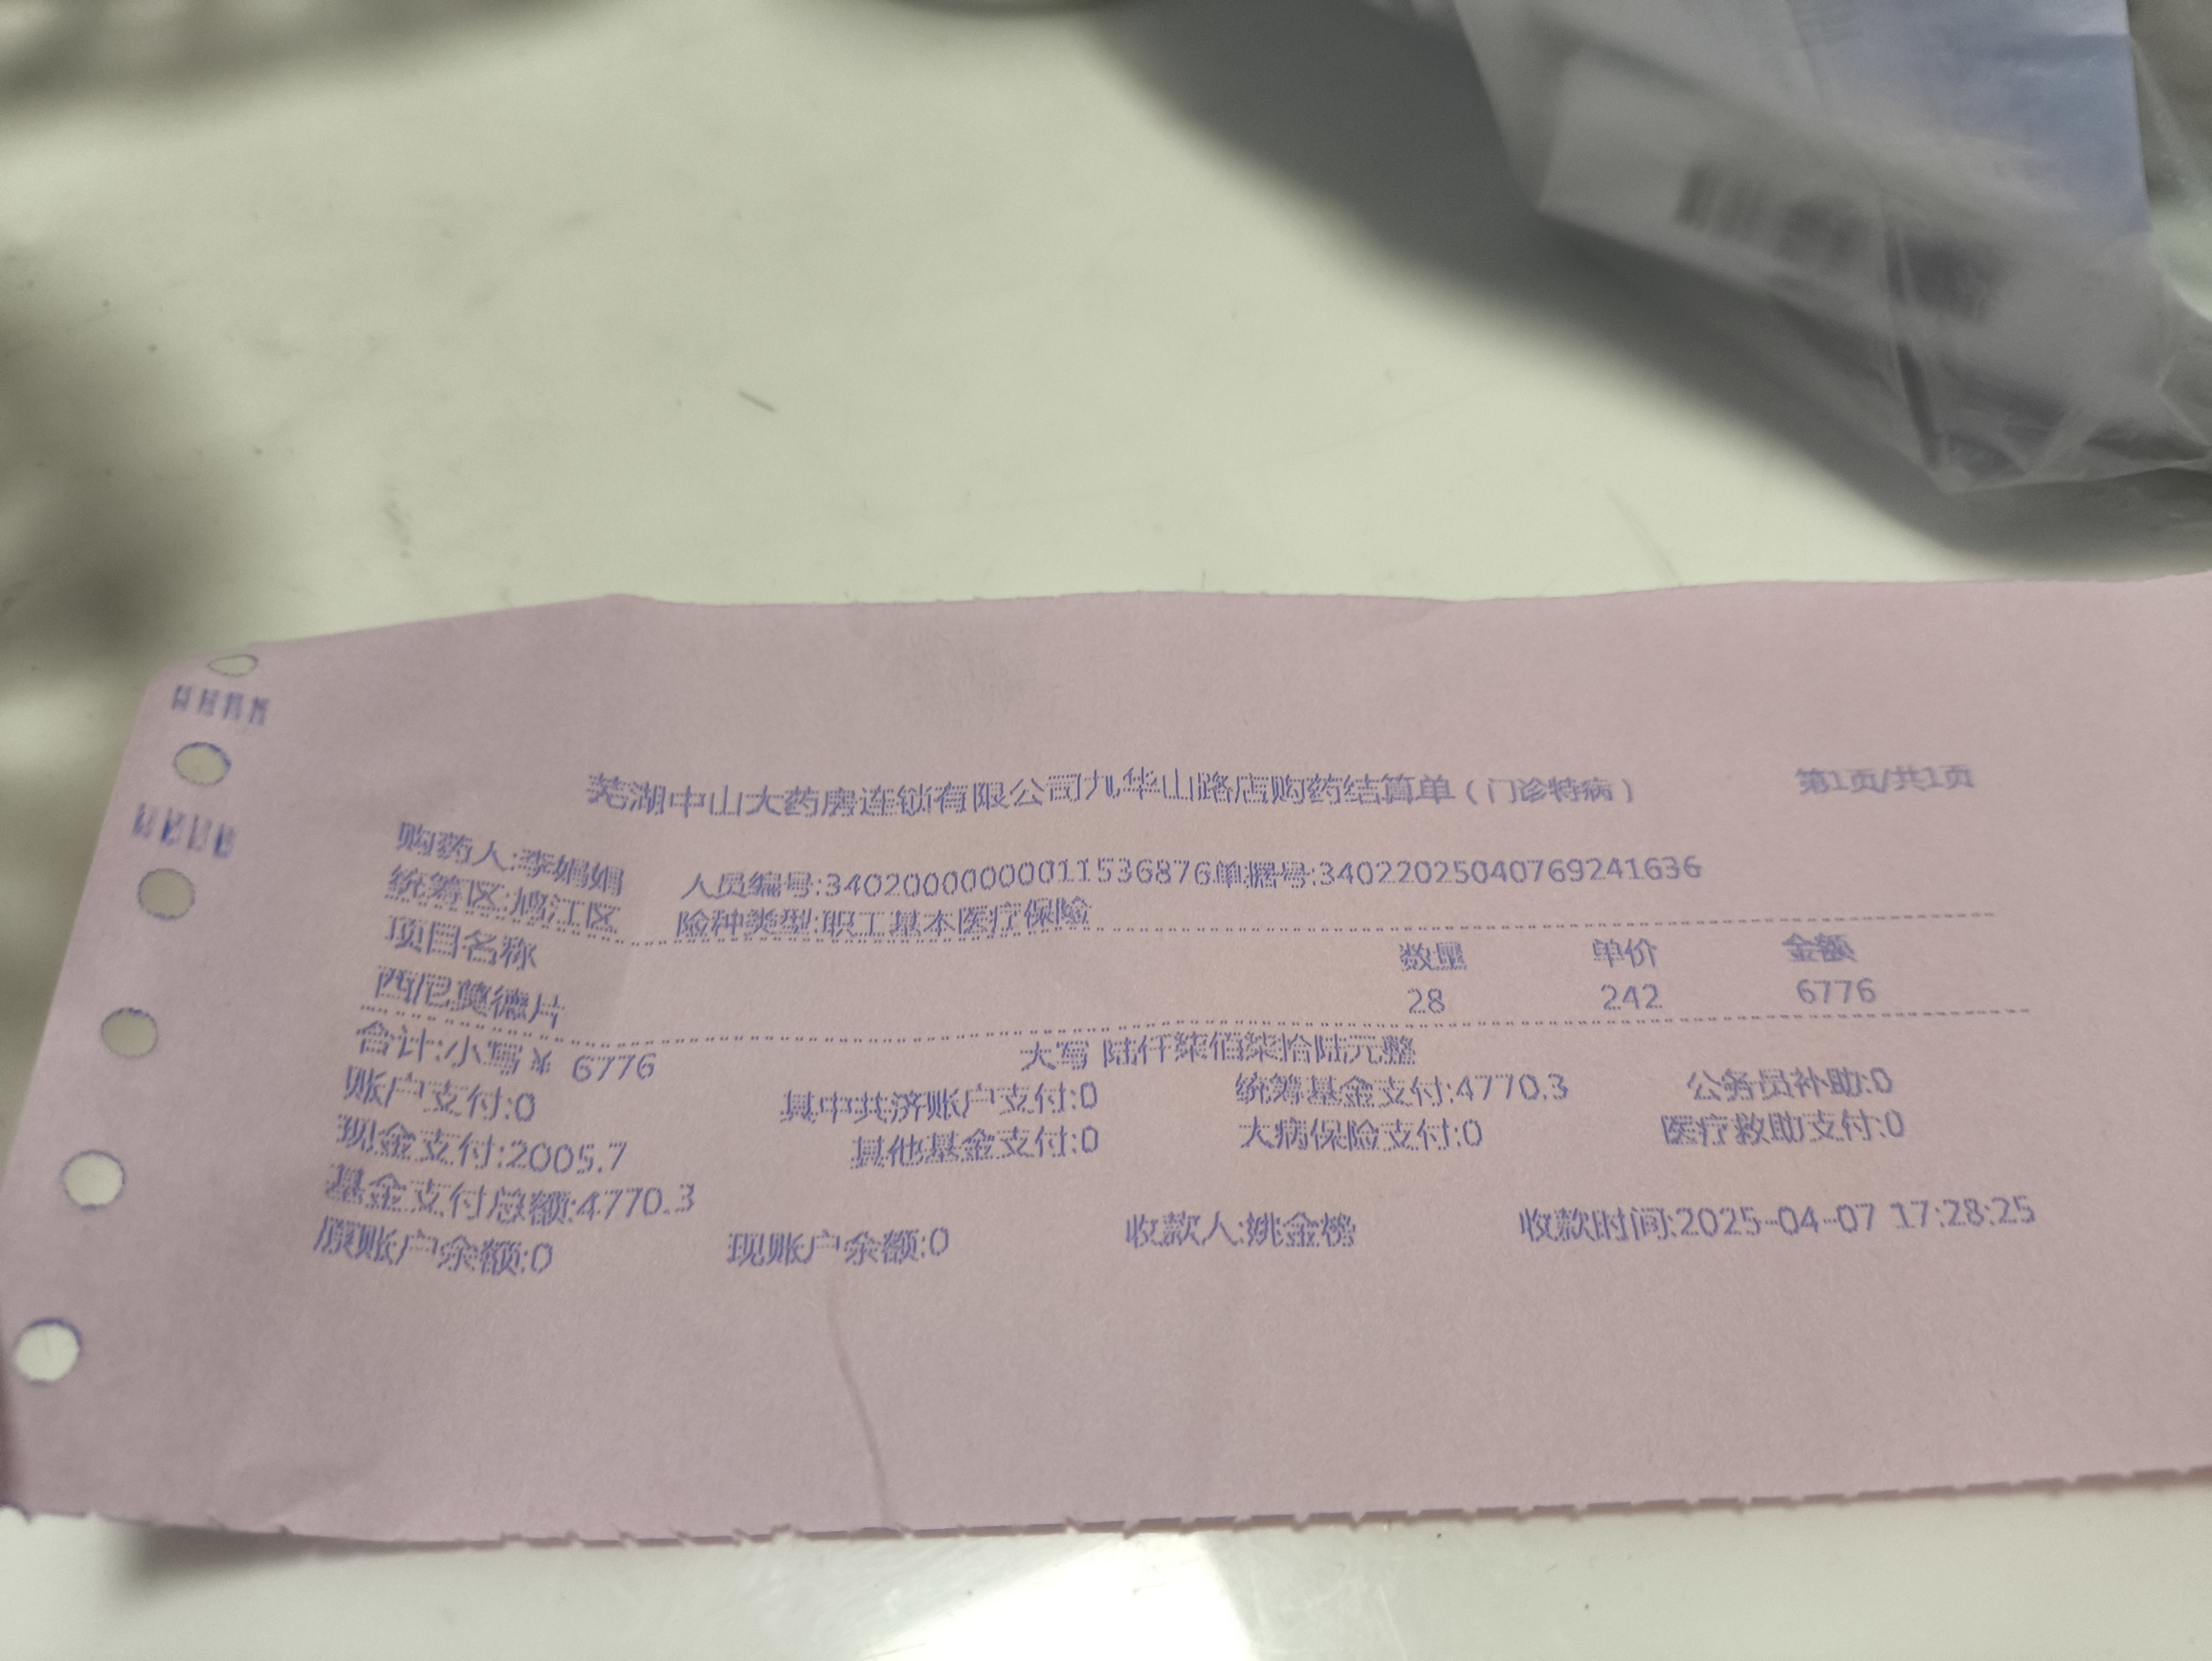 芜湖中山大药房连锁有限公司九华山路店购药结算单（门诊特病） 第1页/共1页
购药人:李娟娟 人员编号:34020000000011536876单据号:34022025040769241636
统筹区:鸠江区 险种类型:职工基本医疗保险
项目名称 数量 单价 金额
西尼莫德片 28 242 6776
合计:小写￥ 6776 大写 陆仟柒佰柒拾陆元整
账户支付:0 其中共济账户支付:0 统筹基金支付:4770.3 公务员补助:0
现金支付:2005.7 其他基金支付:0 大病保险支付:0 医疗救助支付:0
基金支付总额:4770.3
原账户余额:0 现账户余额:0 收款人:姚金榜 收款时间:2025-04-07 17:28:25